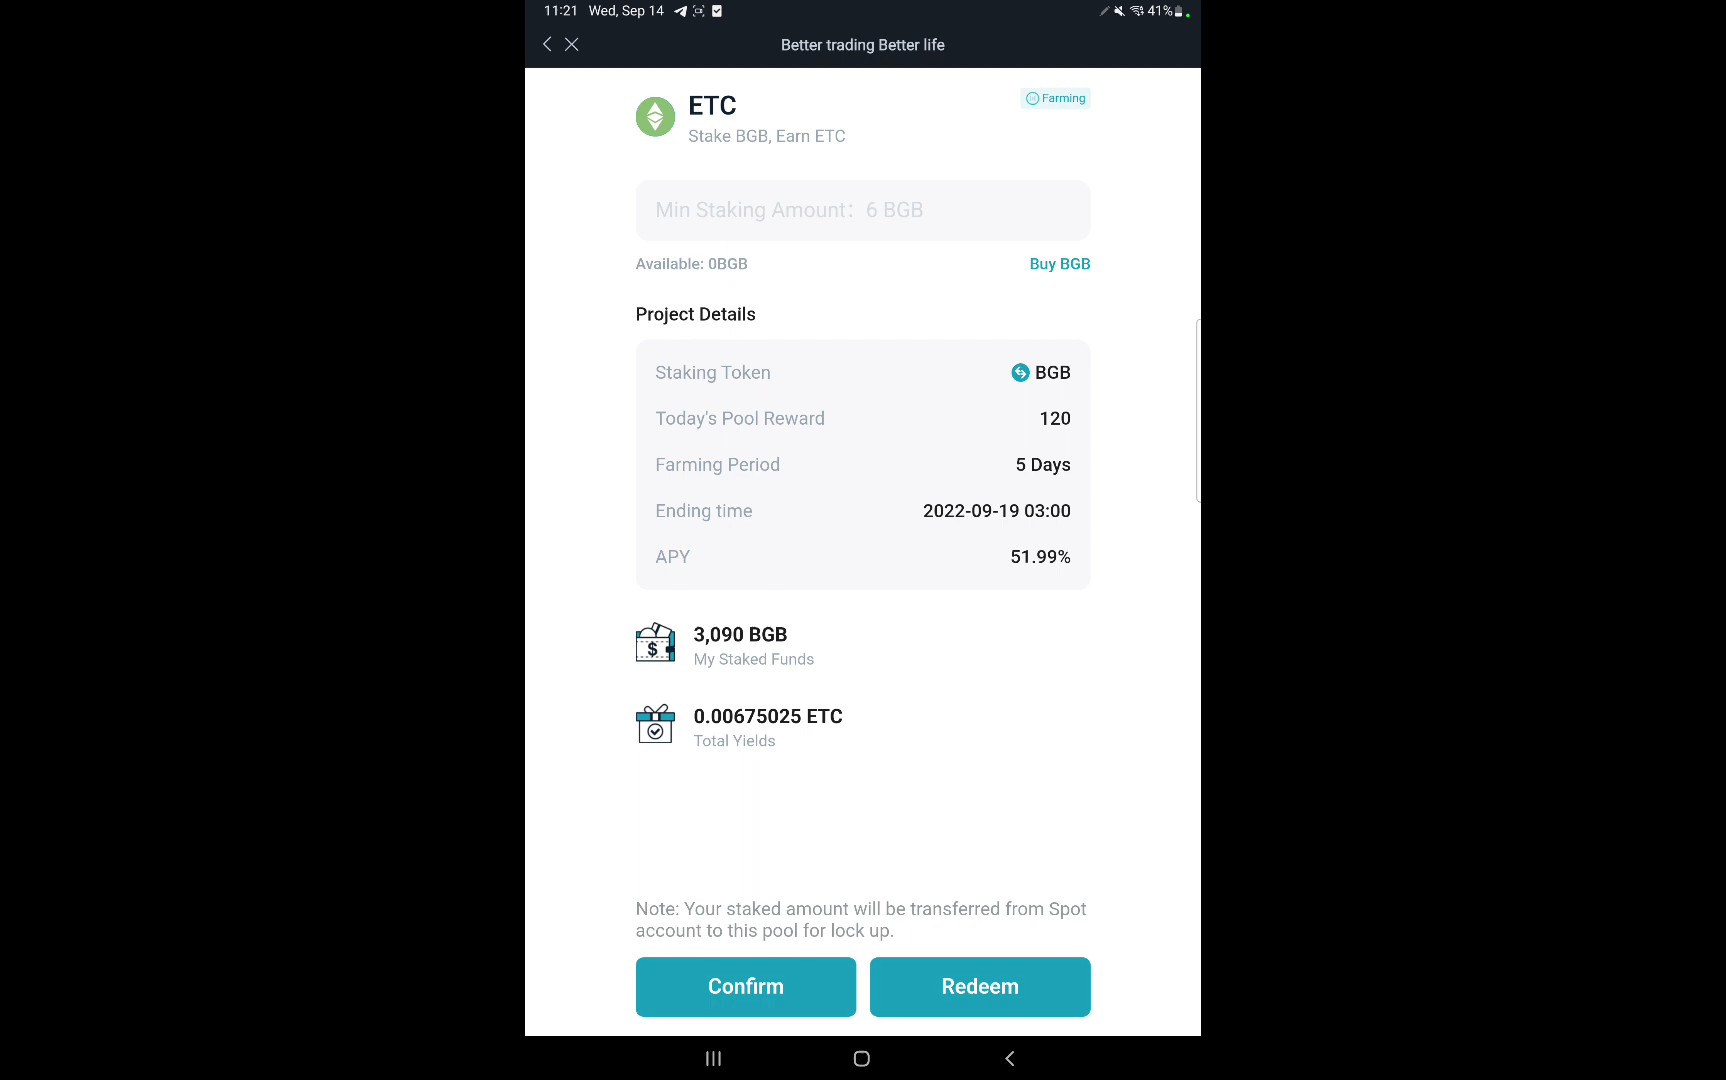 11:21 Wed, Sep 14
41%
Better trading Better life
ETC
Farming
Stake BGB, Earn ETC
Min Staking Amount: 6 BGB
Available: 0BGB
Buy BGB
Project Details
Staking Token BGB
Today's Pool Reward 120
Farming Period 5 Days
Ending time 2022-09-19 03:00
APY 51.99%
3,090 BGB
My Staked Funds
0.00675025 ETC
Total Yields
Note: Your staked amount will be transferred from Spot
account to this pool for lock up.
Confirm
Redeem